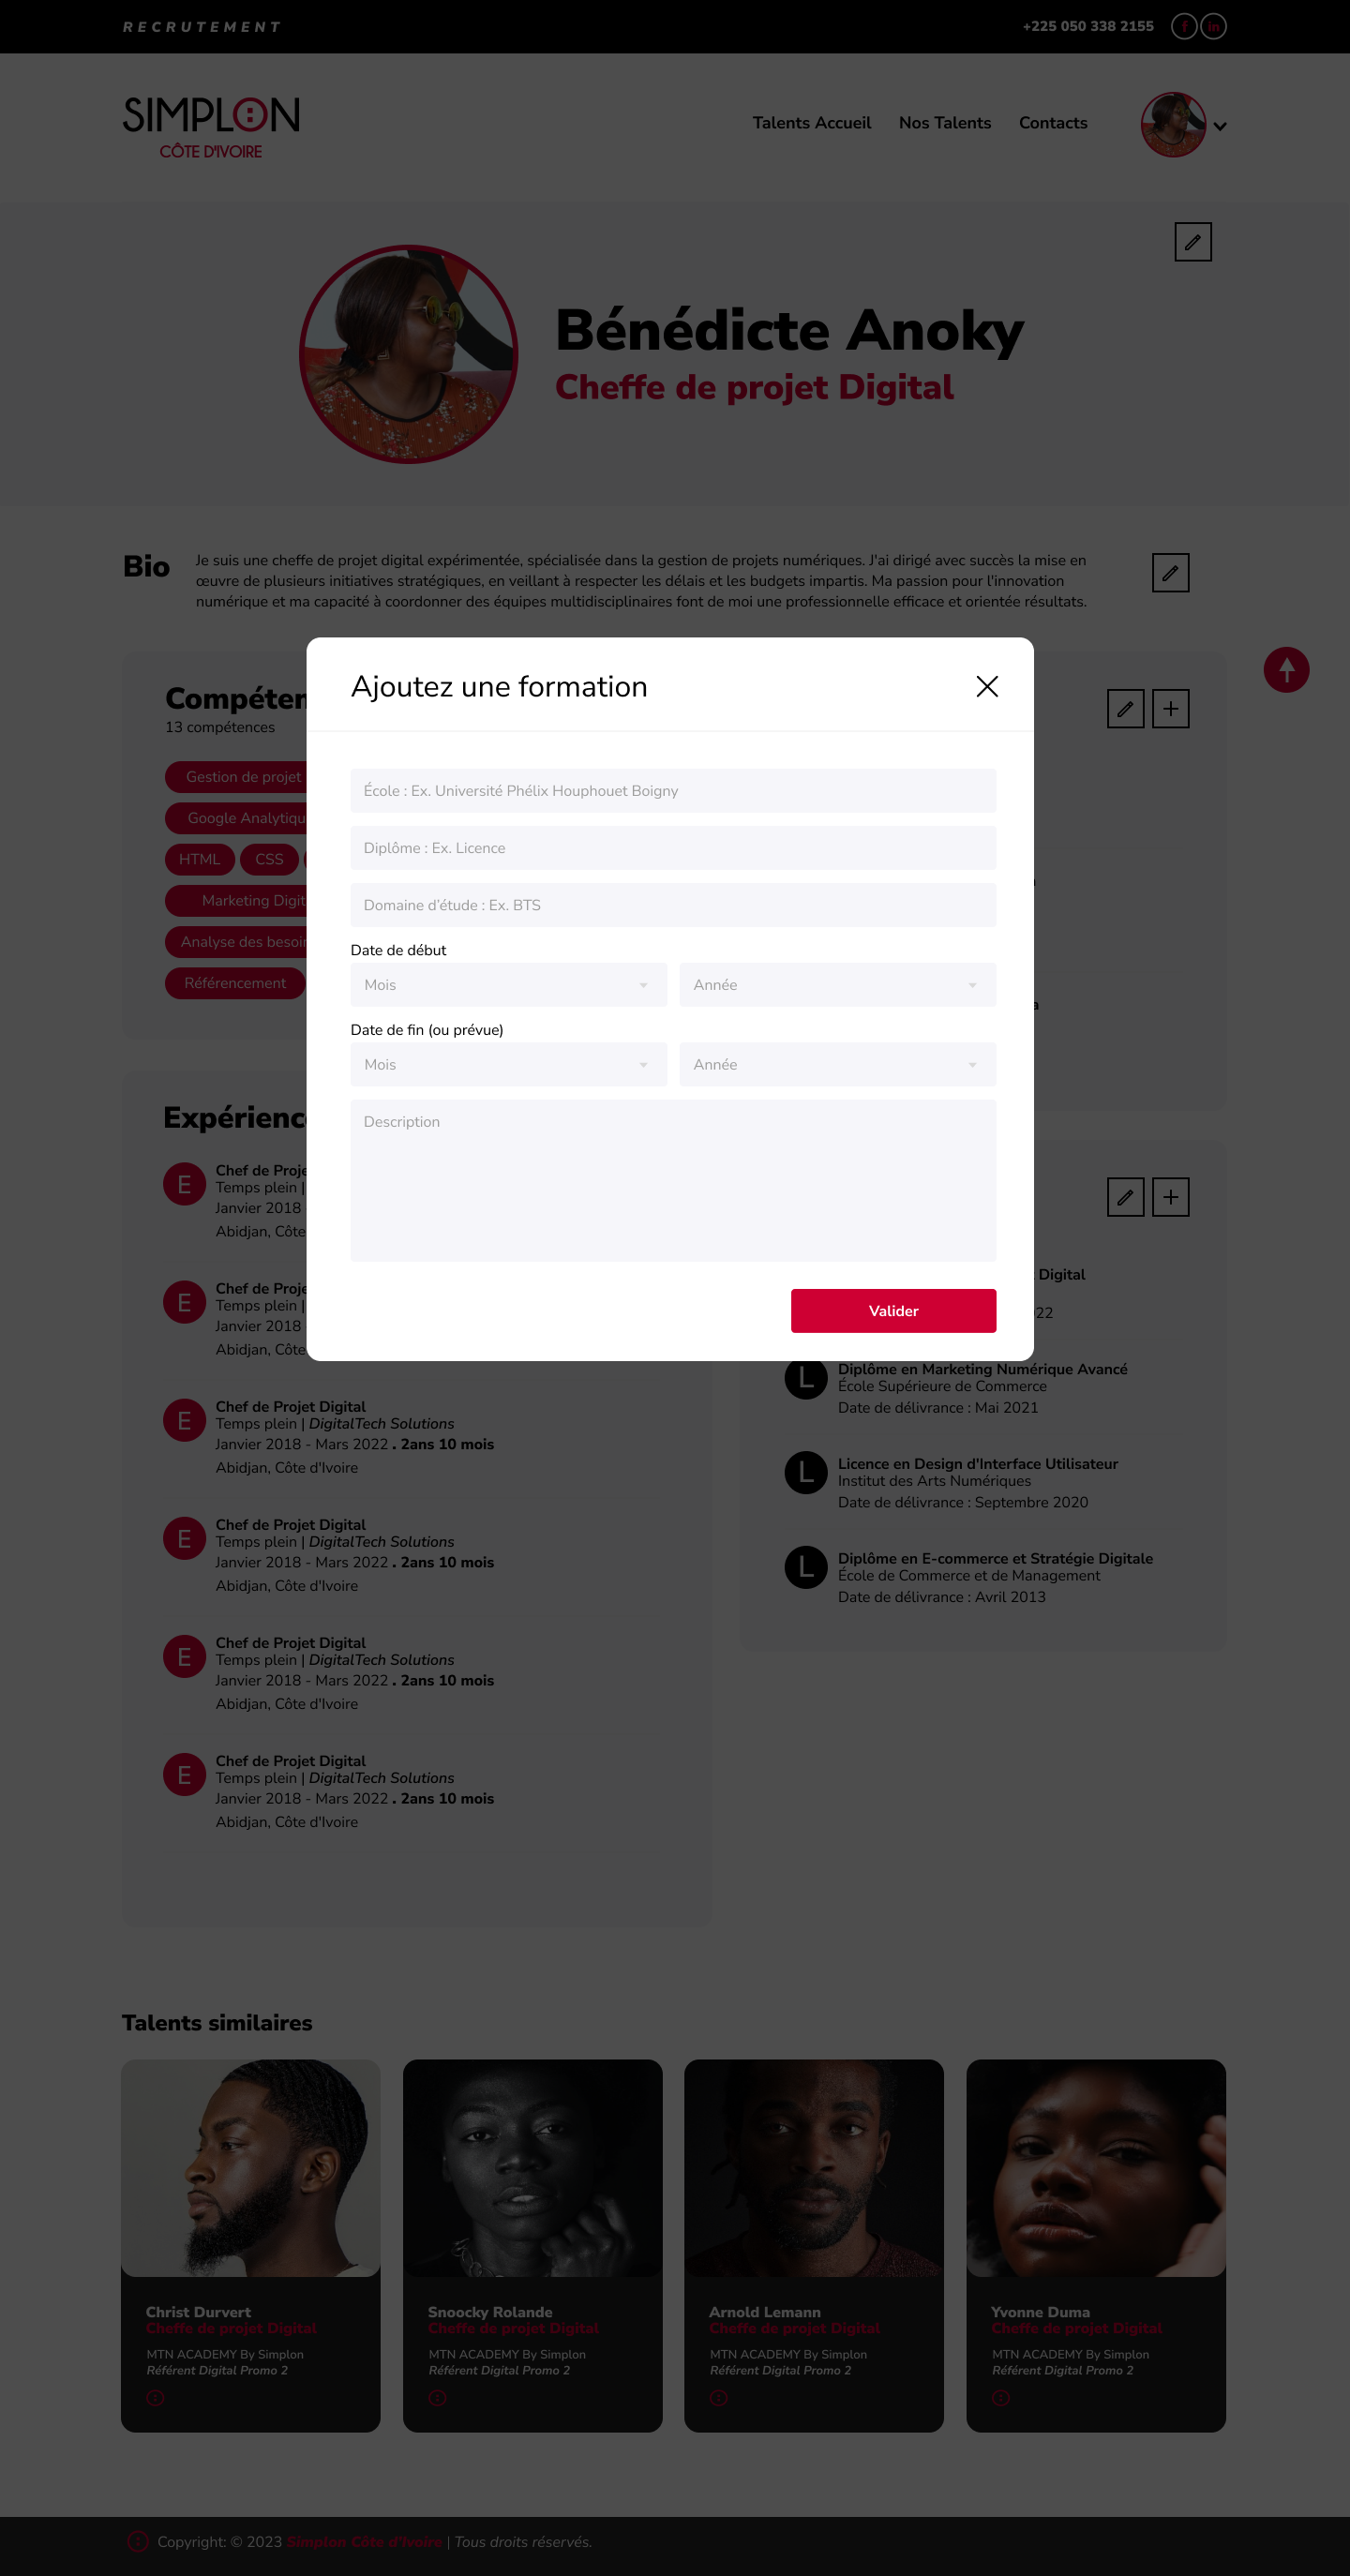 RECRUTEMENT
+225 050 338 2155
f in
SIMPLON
CÔTE D'IVOIRE
Talents Accueil Nos Talents Contacts
Bénédicte Anoky
Cheffe de projet Digital
Bio
Je suis une cheffe de projet digital expérimentée, spécialisée dans la gestion de projets numériques. J'ai dirigé avec succès la mise en
œuvre de plusieurs initiatives stratégiques, en veillant à respecter les délais et les budgets impartis. Ma passion pour l'innovation
numérique et ma capacité à coordonner des équipes multidisciplinaires font de moi une professionnelle efficace et orientée résultats.
Compéten
13 compétences
Gestion de projet
Google Analytiqu
HTML CSS
Marketing Digit
Analyse des besoin
Référencement
Ajoutez une formation
École : Ex. Université Phélix Houphouet Boigny
Diplôme : Ex. Licence
Domaine d’étude : Ex. BTS
Date de début
Mois Année
Date de fin (ou prévue)
Mois Année
Description
Valider
Expérienc
E
Chef de Proje
Temps plein |
Janvier 2018
Abidjan, Côte
E
Chef de Proje
Temps plein |
Janvier 2018
Abidjan, Côte
E
Chef de Projet Digital
Temps plein | DigitalTech Solutions
Janvier 2018 - Mars 2022 . 2ans 10 mois
Abidjan, Côte d'Ivoire
E
Chef de Projet Digital
Temps plein | DigitalTech Solutions
Janvier 2018 - Mars 2022 . 2ans 10 mois
Abidjan, Côte d'Ivoire
E
Chef de Projet Digital
Temps plein | DigitalTech Solutions
Janvier 2018 - Mars 2022 . 2ans 10 mois
Abidjan, Côte d'Ivoire
E
Chef de Projet Digital
Temps plein | DigitalTech Solutions
Janvier 2018 - Mars 2022 . 2ans 10 mois
Abidjan, Côte d'Ivoire
Digital
22
L
Diplôme en Marketing Numérique Avancé
École Supérieure de Commerce
Date de délivrance : Mai 2021
L
Licence en Design d'Interface Utilisateur
Institut des Arts Numériques
Date de délivrance : Septembre 2020
L
Diplôme en E-commerce et Stratégie Digitale
École de Commerce et de Management
Date de délivrance : Avril 2013
Talents similaires
Christ Durvert
Cheffe de projet Digital
MTN ACADEMY By Simplon
Référent Digital Promo 2
Snoocky Rolande
Cheffe de projet Digital
MTN ACADEMY By Simplon
Référent Digital Promo 2
Arnold Lemann
Cheffe de projet Digital
MTN ACADEMY By Simplon
Référent Digital Promo 2
Yvonne Duma
Cheffe de projet Digital
MTN ACADEMY By Simplon
Référent Digital Promo 2
Copyright: © 2023 Simplon Côte d'Ivoire | Tous droits réservés.